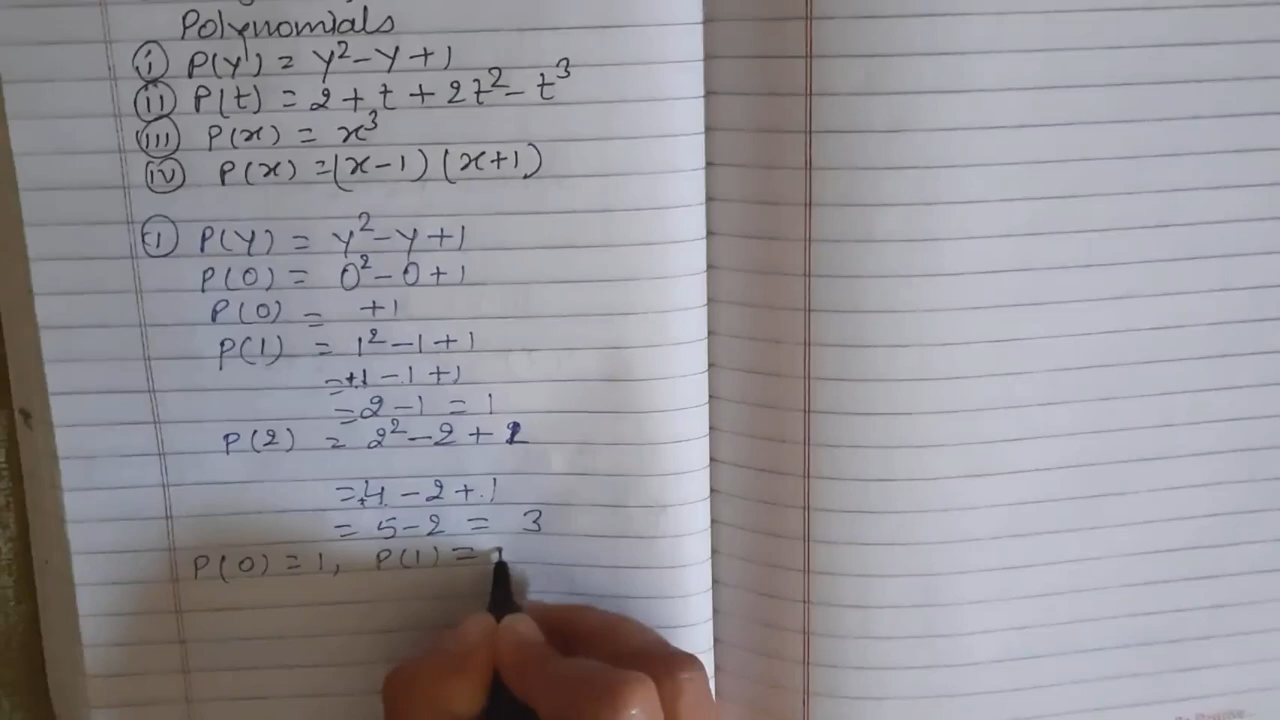 Polynomials
(i) P(y) = y² - y + 1
(ii) P(t) = 2 + t + 2t² - t³
(iii) P(x) = x³
(iv) P(x) = (x-1) (x+1)
(i) P(y) = y² - y + 1
P(0) = 0² - 0 + 1
P(0) = +1
P(1) = 1² - 1 + 1
= +1 - 1 + 1
= 2 - 1 = 1
P(2) = 2² - 2 + 1
= +4 - 2 + 1
= 5 - 2 = 3
P(0) = 1, P(1) =